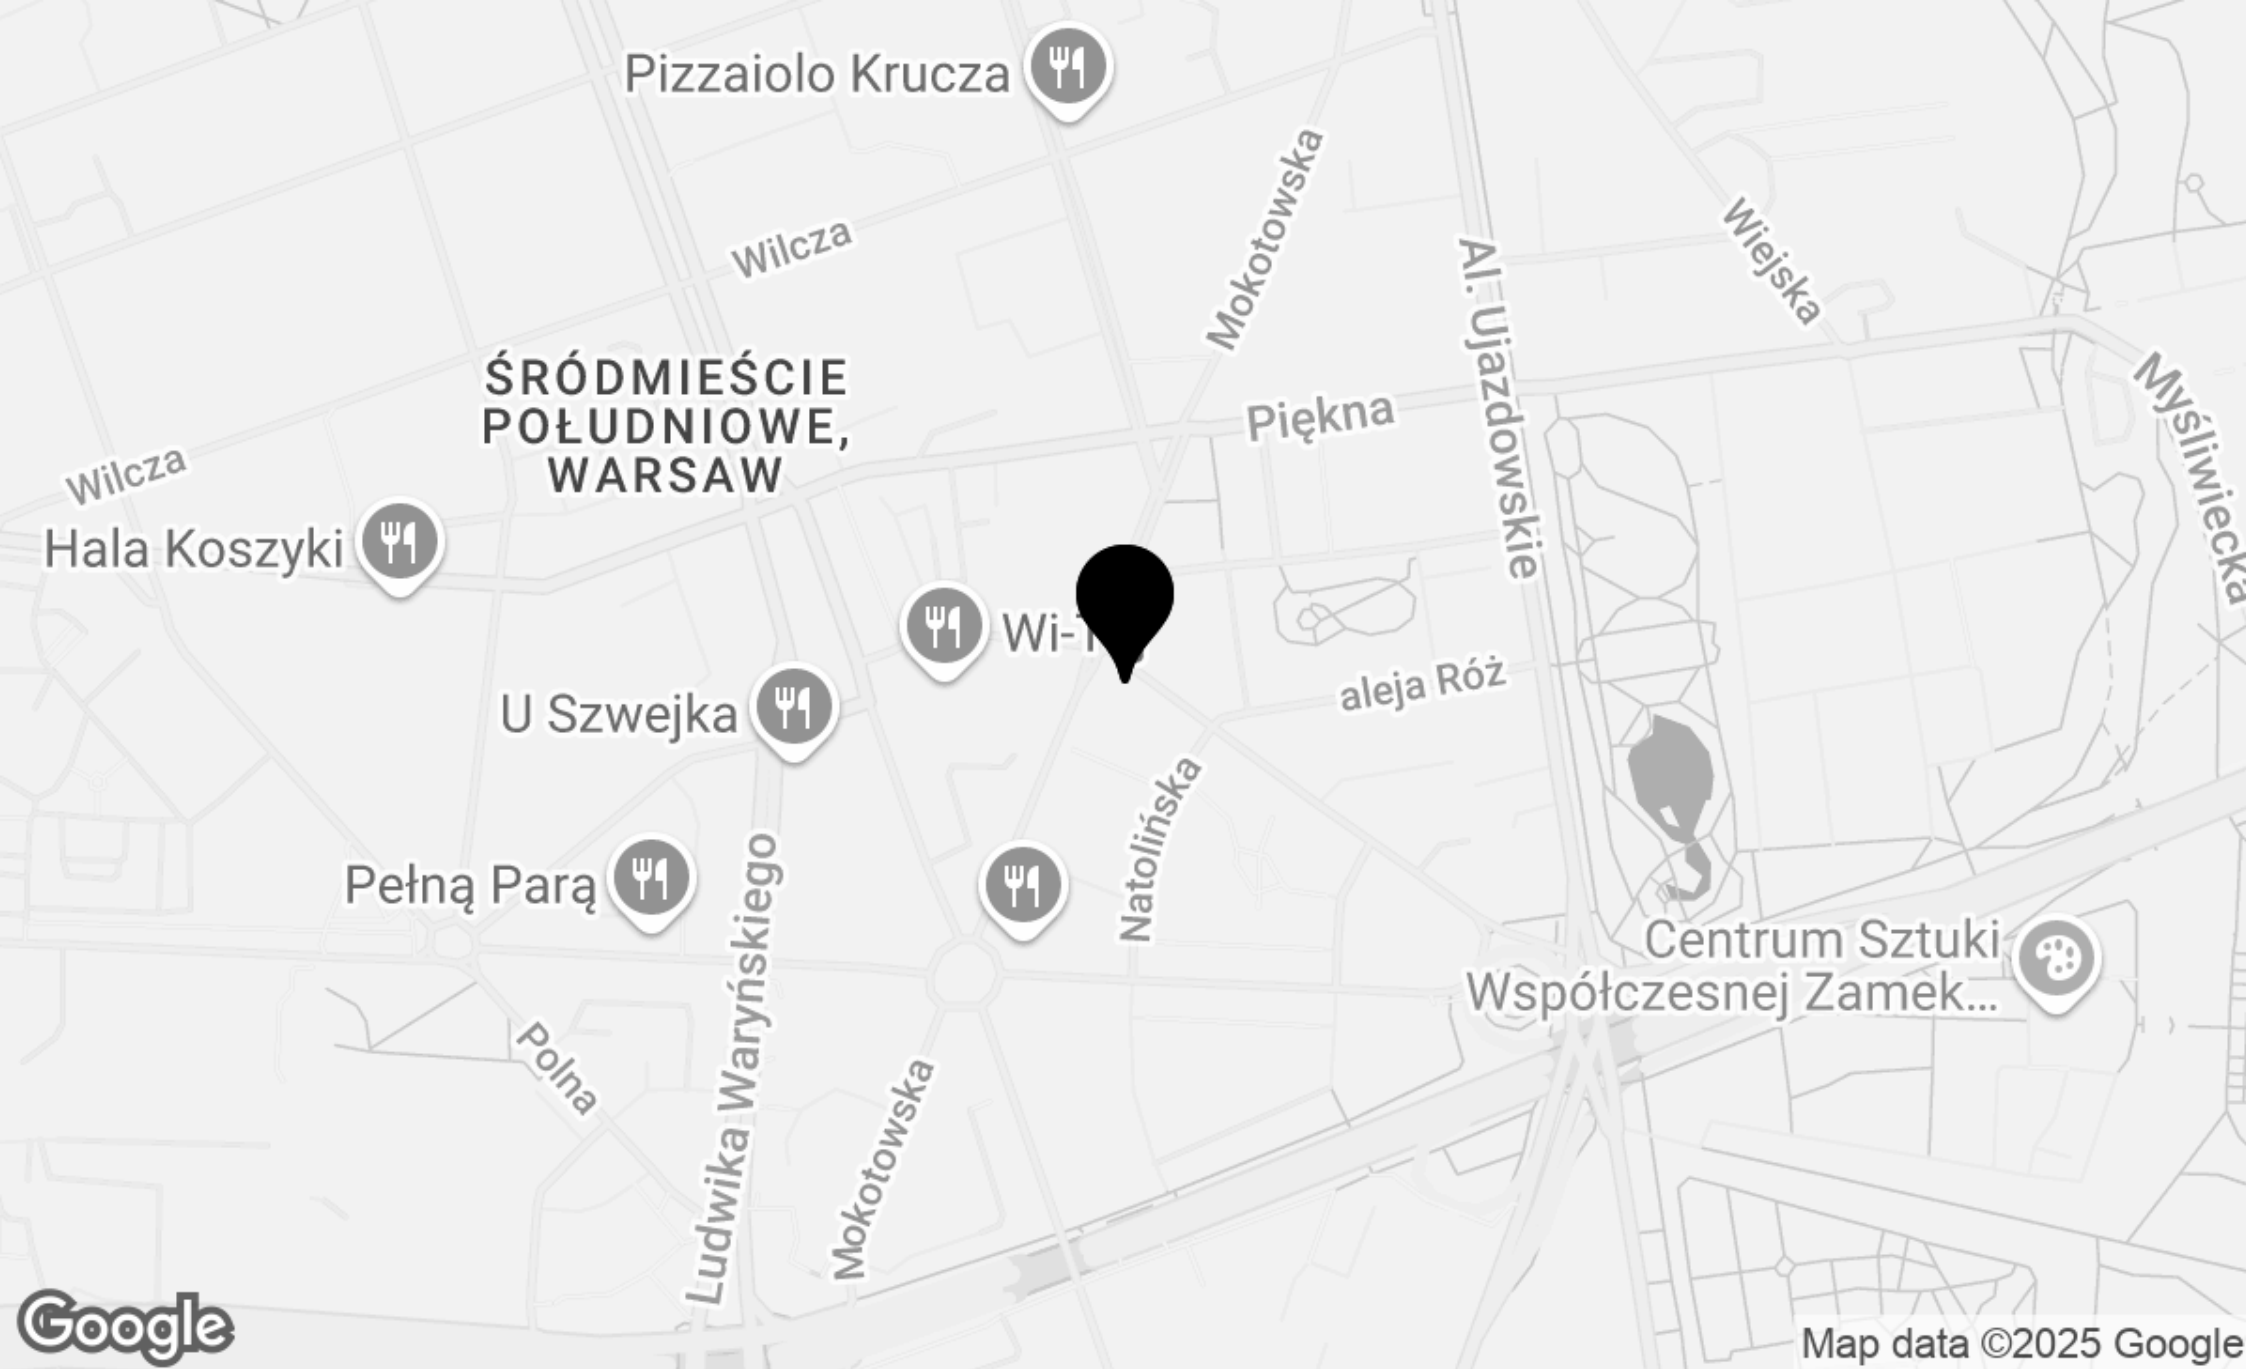 Pizzaiolo Krucza
Mokotowska
Wilcza
Wiejska
Al. Ujazdowskie
ŚRÓDMIEŚCIE
POŁUDNIOWE,
WARSAW
Piękna
Myśliwiecka
Wilcza
Hala Koszyki
aleja Róż
U Szwejka
Natolińska
Pełną Parą
Ludwika Waryńskiego
Centrum Sztuki
Współczesnej Zamek...
Polna
Mokotowska
Google
Map data ©2025 Google